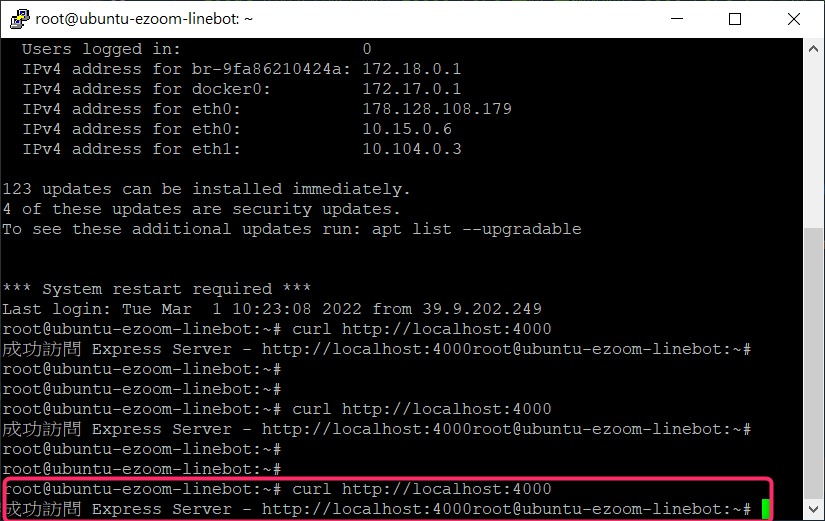 root@ubuntu-ezoom-linebot: ~
Users logged in: 0
IPv4 address for br-9fa86210424a: 172.18.0.1
IPv4 address for docker0: 172.17.0.1
IPv4 address for eth0: 178.128.108.179
IPv4 address for eth0: 10.15.0.6
IPv4 address for eth1: 10.104.0.3
123 updates can be installed immediately.
4 of these updates are security updates.
To see these additional updates run: apt list --upgradable
*** System restart required ***
Last login: Tue Mar  1 10:23:08 2022 from 39.9.202.249
root@ubuntu-ezoom-linebot:~# curl http://localhost:4000
成功訪問 Express Server - http://localhost:4000root@ubuntu-ezoom-linebot:~#
root@ubuntu-ezoom-linebot:~#
root@ubuntu-ezoom-linebot:~#
root@ubuntu-ezoom-linebot:~# curl http://localhost:4000
成功訪問 Express Server - http://localhost:4000root@ubuntu-ezoom-linebot:~#
root@ubuntu-ezoom-linebot:~#
root@ubuntu-ezoom-linebot:~#
root@ubuntu-ezoom-linebot:~# curl http://localhost:4000
成功訪問 Express Server - http://localhost:4000root@ubuntu-ezoom-linebot:~#